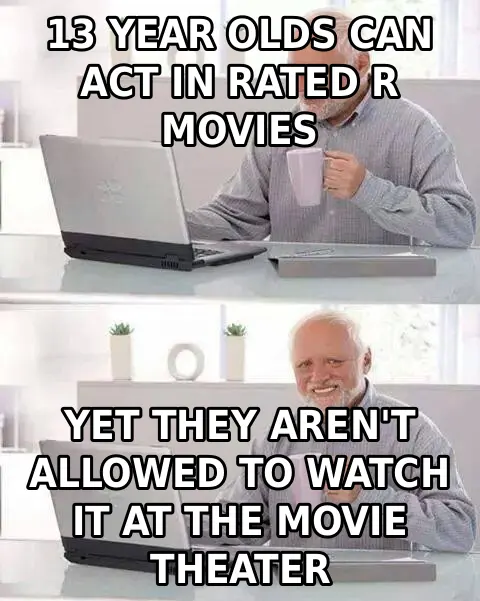 13 YEAR OLDS CAN
ACT IN RATED R
MOVIES
YET THEY AREN'T
ALLOWED TO WATCH
IT AT THE MOVIE
THEATER